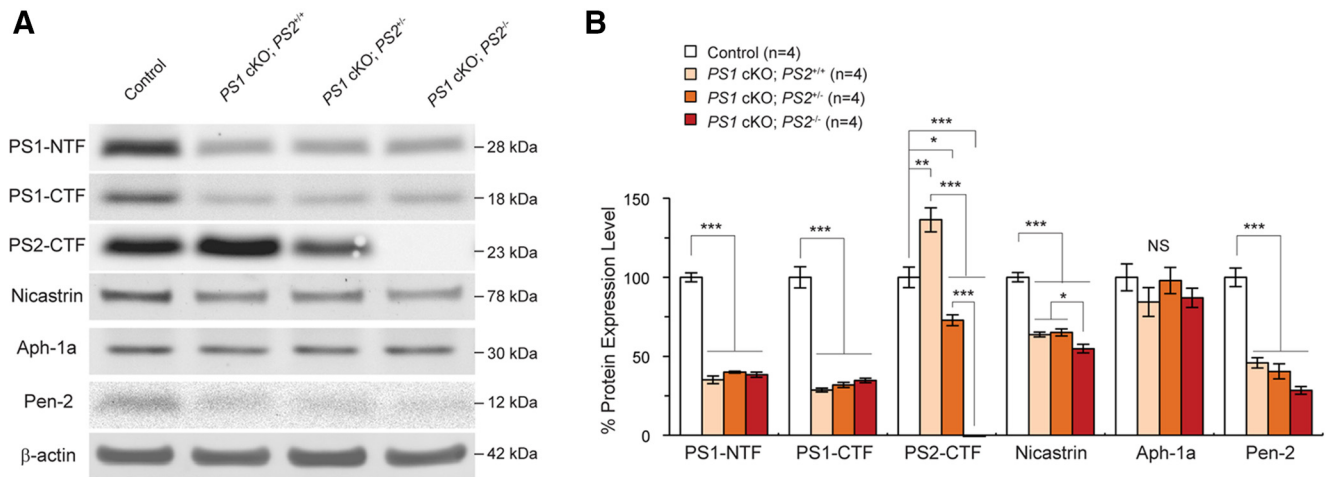 A
Control
PS1 cKO; PS2+/+
PS1 cKO; PS2+/-
PS1 cKO; PS2-/-
PS1-NTF
28 kDa
PS1-CTF
18 kDa
PS2-CTF
23 kDa
Nicastrin
78 kDa
Aph-1a
30 kDa
Pen-2
12 kDa
β-actin
42 kDa
B
Control (n=4)
PS1 cKO; PS2+/+ (n=4)
PS1 cKO; PS2+/- (n=4)
PS1 cKO; PS2-/- (n=4)
% Protein Expression Level
150
100
50
0
***
***
***
*
**
***
***
***
*
NS
***
PS1-NTF
PS1-CTF
PS2-CTF
Nicastrin
Aph-1a
Pen-2